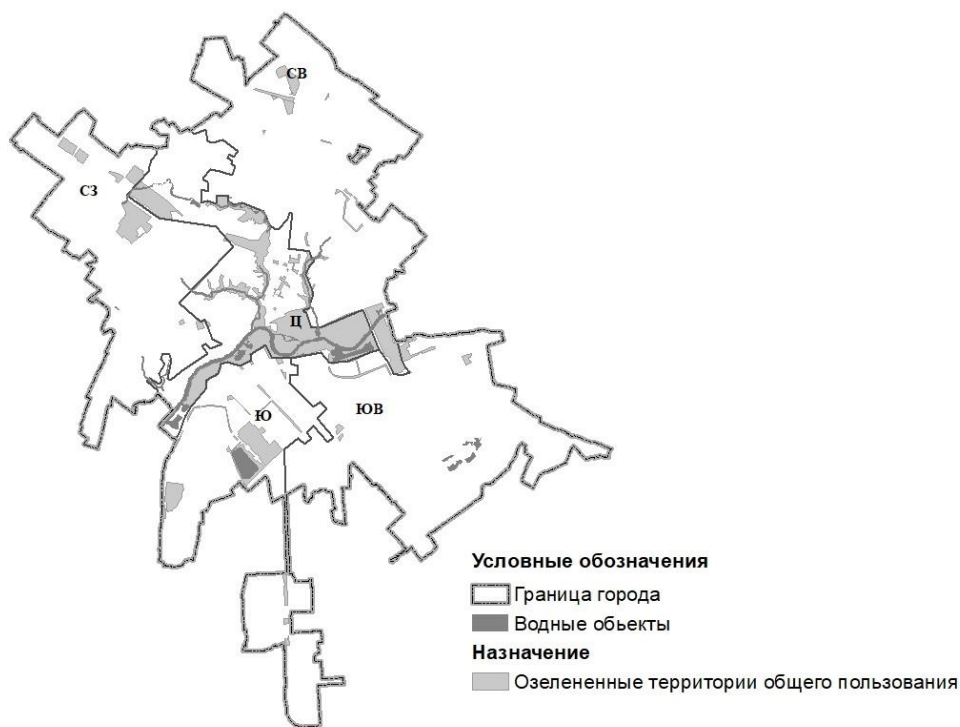 СВ
СЗ
Ц
Ю
ЮВ
Условные обозначения
Граница города
Водные обьекты
Назначение
Озелененные территории общего пользования